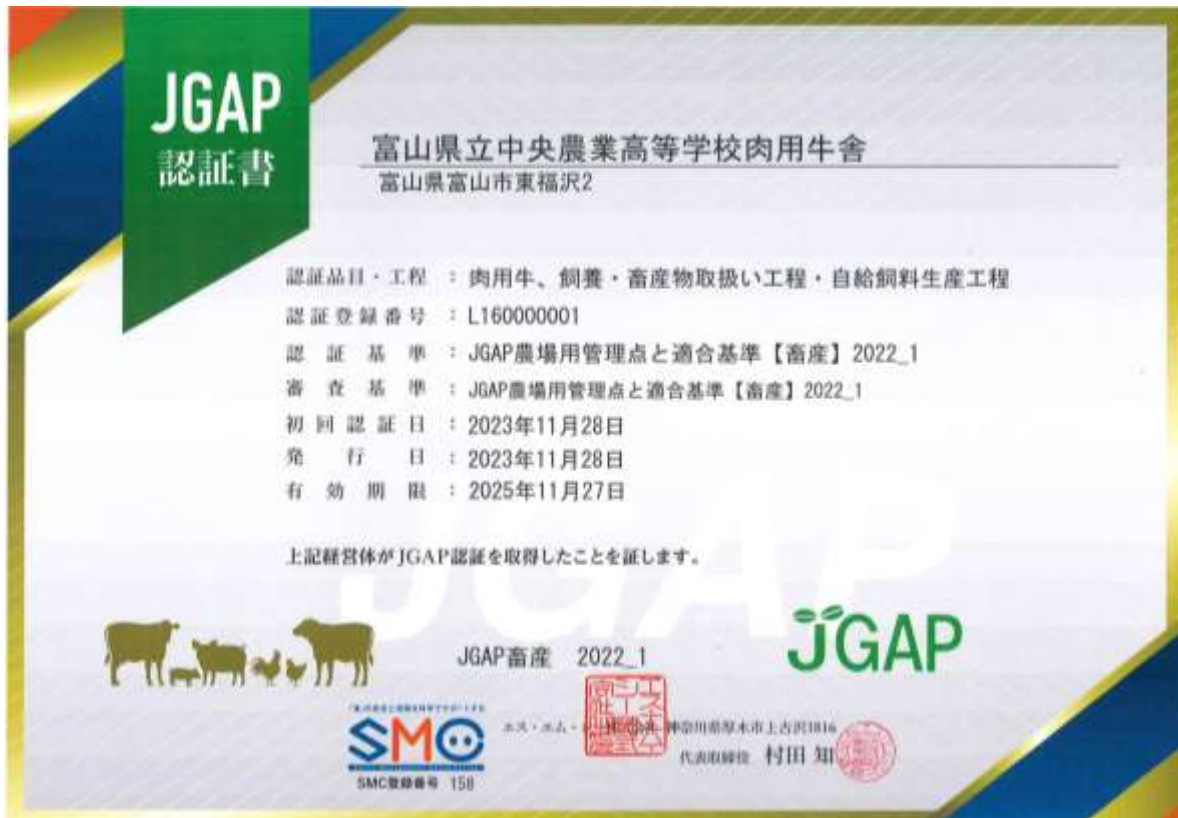 JGAP
認証書
富山県立中央農業高等学校肉用牛舎
富山県富山市東福沢2
認証品目・工程 : 肉用牛、飼養・畜産物取扱い工程・自給飼料生産工程
認証登録番号 : L160000001
認証基準 : JGAP農場用管理点と適合基準【畜産】2022_1
審査基準 : JGAP農場用管理点と適合基準【畜産】2022_1
初回認証日 : 2023年11月28日
発行日 : 2023年11月28日
有効期限 : 2025年11月27日
上記経営体がJGAP認証を取得したことを証します。
JGAP
JGAP畜産 2022_1
JGAP
SMC
エス・エム・ 神奈川県厚木市上古沢1816
代表取締役 村田 知
SMC登録番号 158